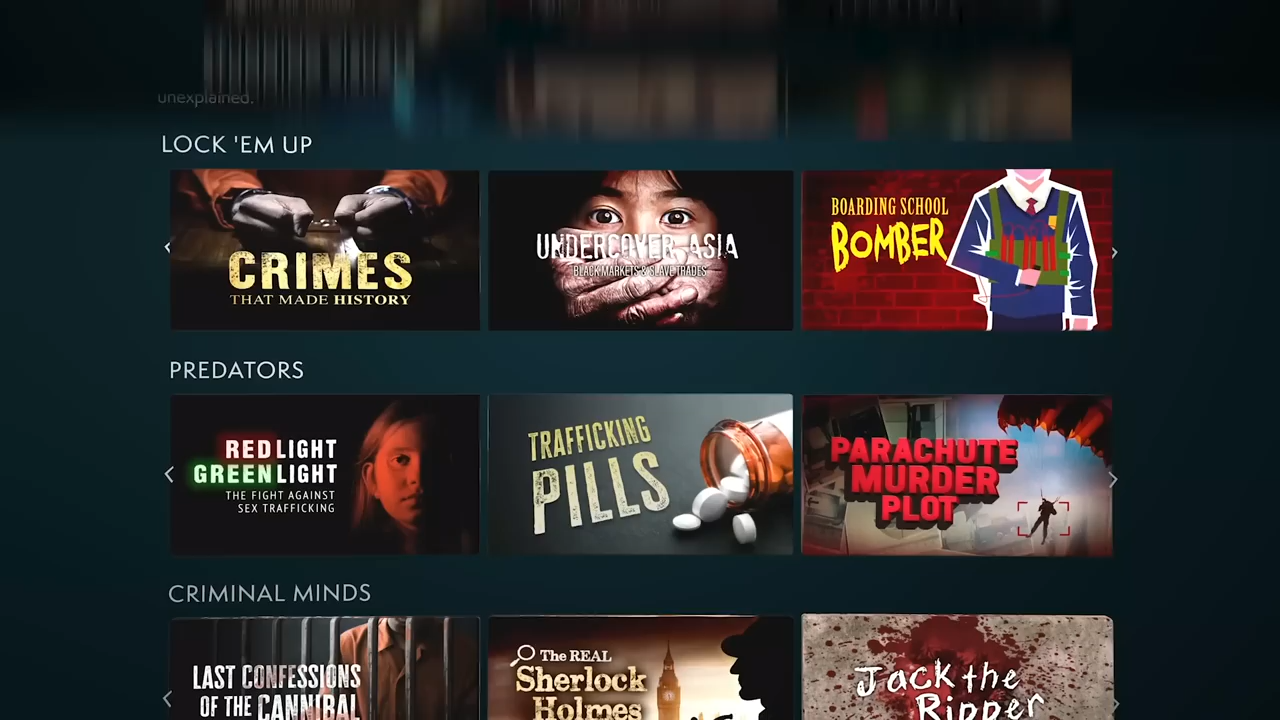 unexplained.
LOCK 'EM UP
CRIMES
THAT MADE HISTORY
UNDERCOVER ASIA
BLACK MARKETS & SLAVE TRADES
BOARDING SCHOOL
BOMBER
PREDATORS
RED LIGHT
GREEN LIGHT
THE FIGHT AGAINST
SEX TRAFFICKING
TRAFFICKING
PILLS
PARACHUTE
MURDER
PLOT
CRIMINAL MINDS
LAST CONFESSIONS
OF THE CANNIBAL
The REAL
Sherlock
Holmes
Jack the
Ripper